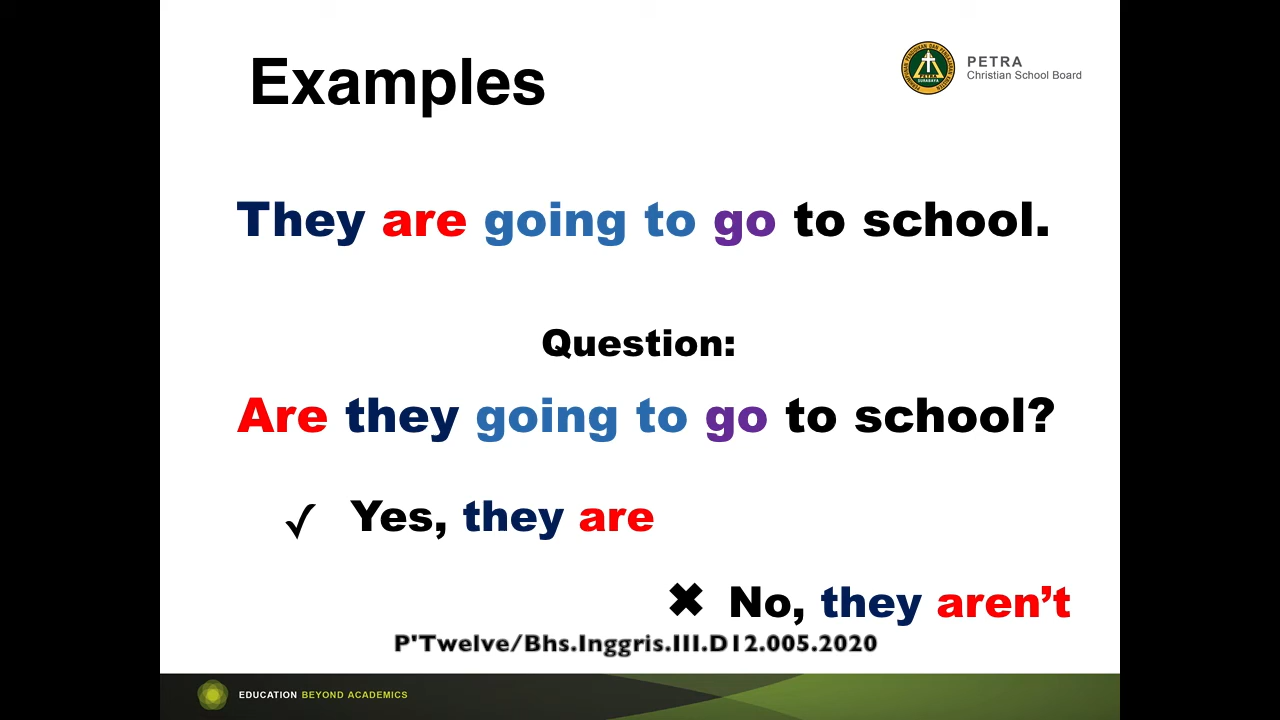 Examples
PETRA
Christian School Board
They are going to go to school.
Question:
Are they going to go to school?
✓ Yes, they are
✖ No, they aren’t
P'Twelve/Bhs.Inggris.III.D12.005.2020
EDUCATION BEYOND ACADEMICS